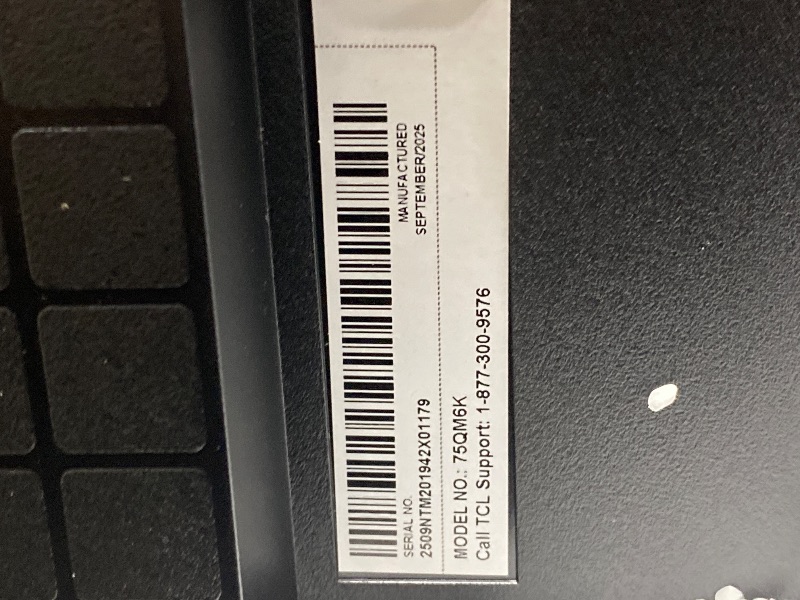 SERIAL NO.
2509NTM201942X01179
MANUFACTURED
SEPTEMBER/2025
MODEL NO.: 75QM6K
Call TCL Support: 1-877-300-9576